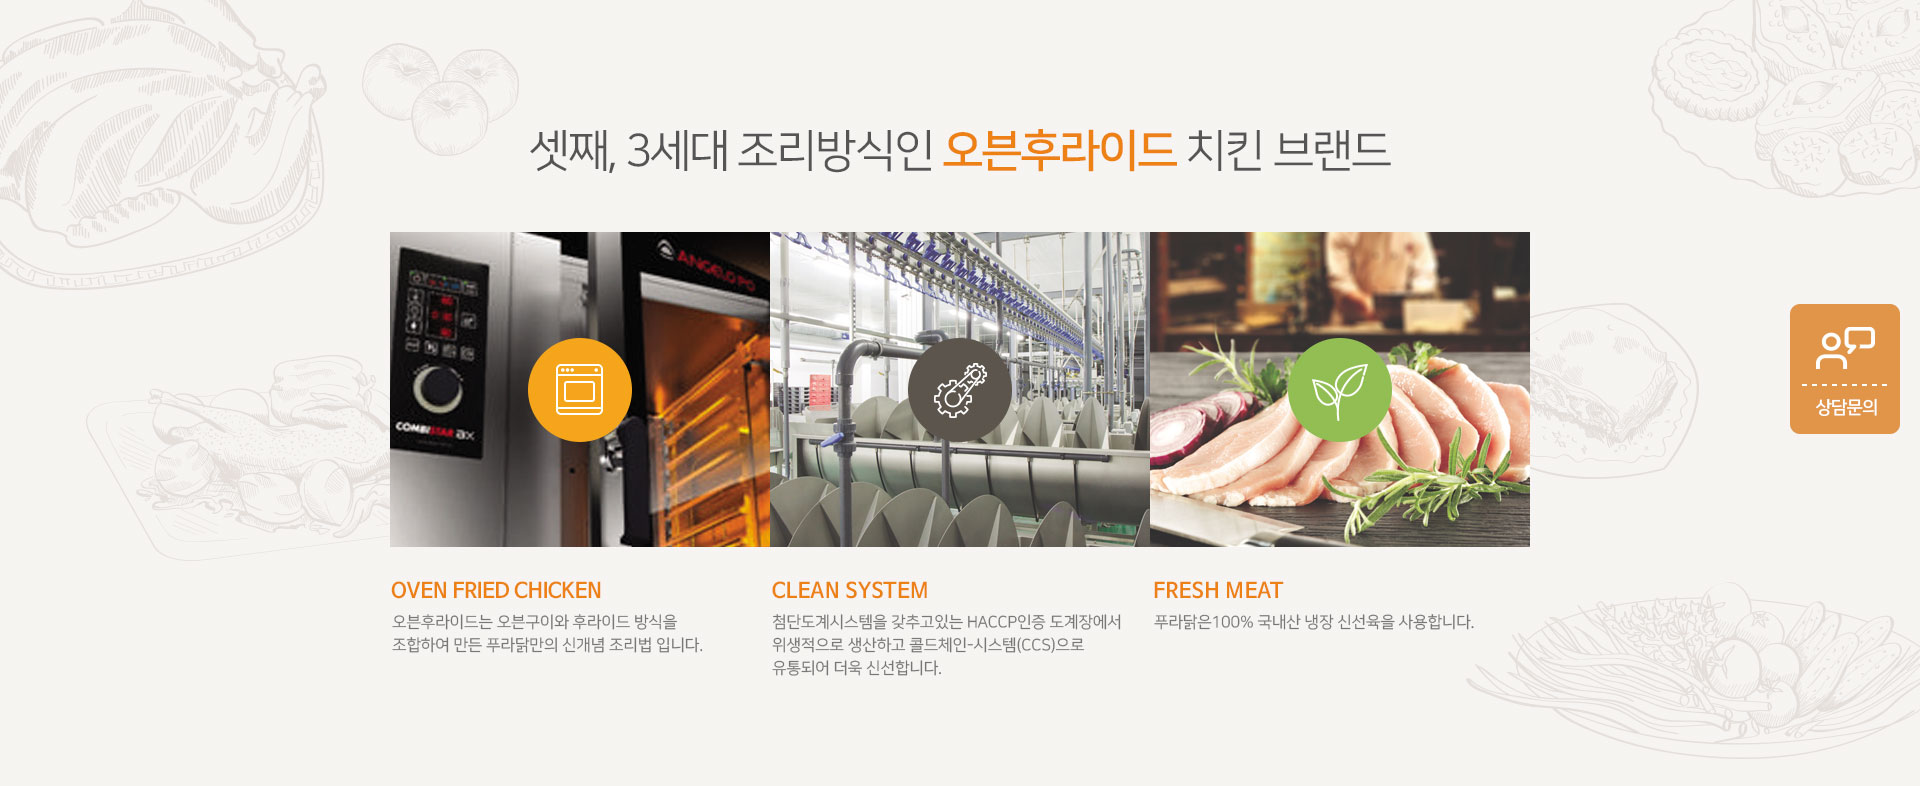 셋째, 3세대 조리방식인 오븐후라이드 치킨 브랜드
ANGELO PO
COMBISTAR ax
상담문의
OVEN FRIED CHICKEN
오븐후라이드는 오븐구이와 후라이드 방식을
조합하여 만든 푸라닭만의 신개념 조리법 입니다.
CLEAN SYSTEM
첨단도계시스템을 갖추고있는 HACCP인증 도계장에서
위생적으로 생산하고 콜드체인-시스템(CCS)으로
유통되어 더욱 신선합니다.
FRESH MEAT
푸라닭은100% 국내산 냉장 신선육을 사용합니다.